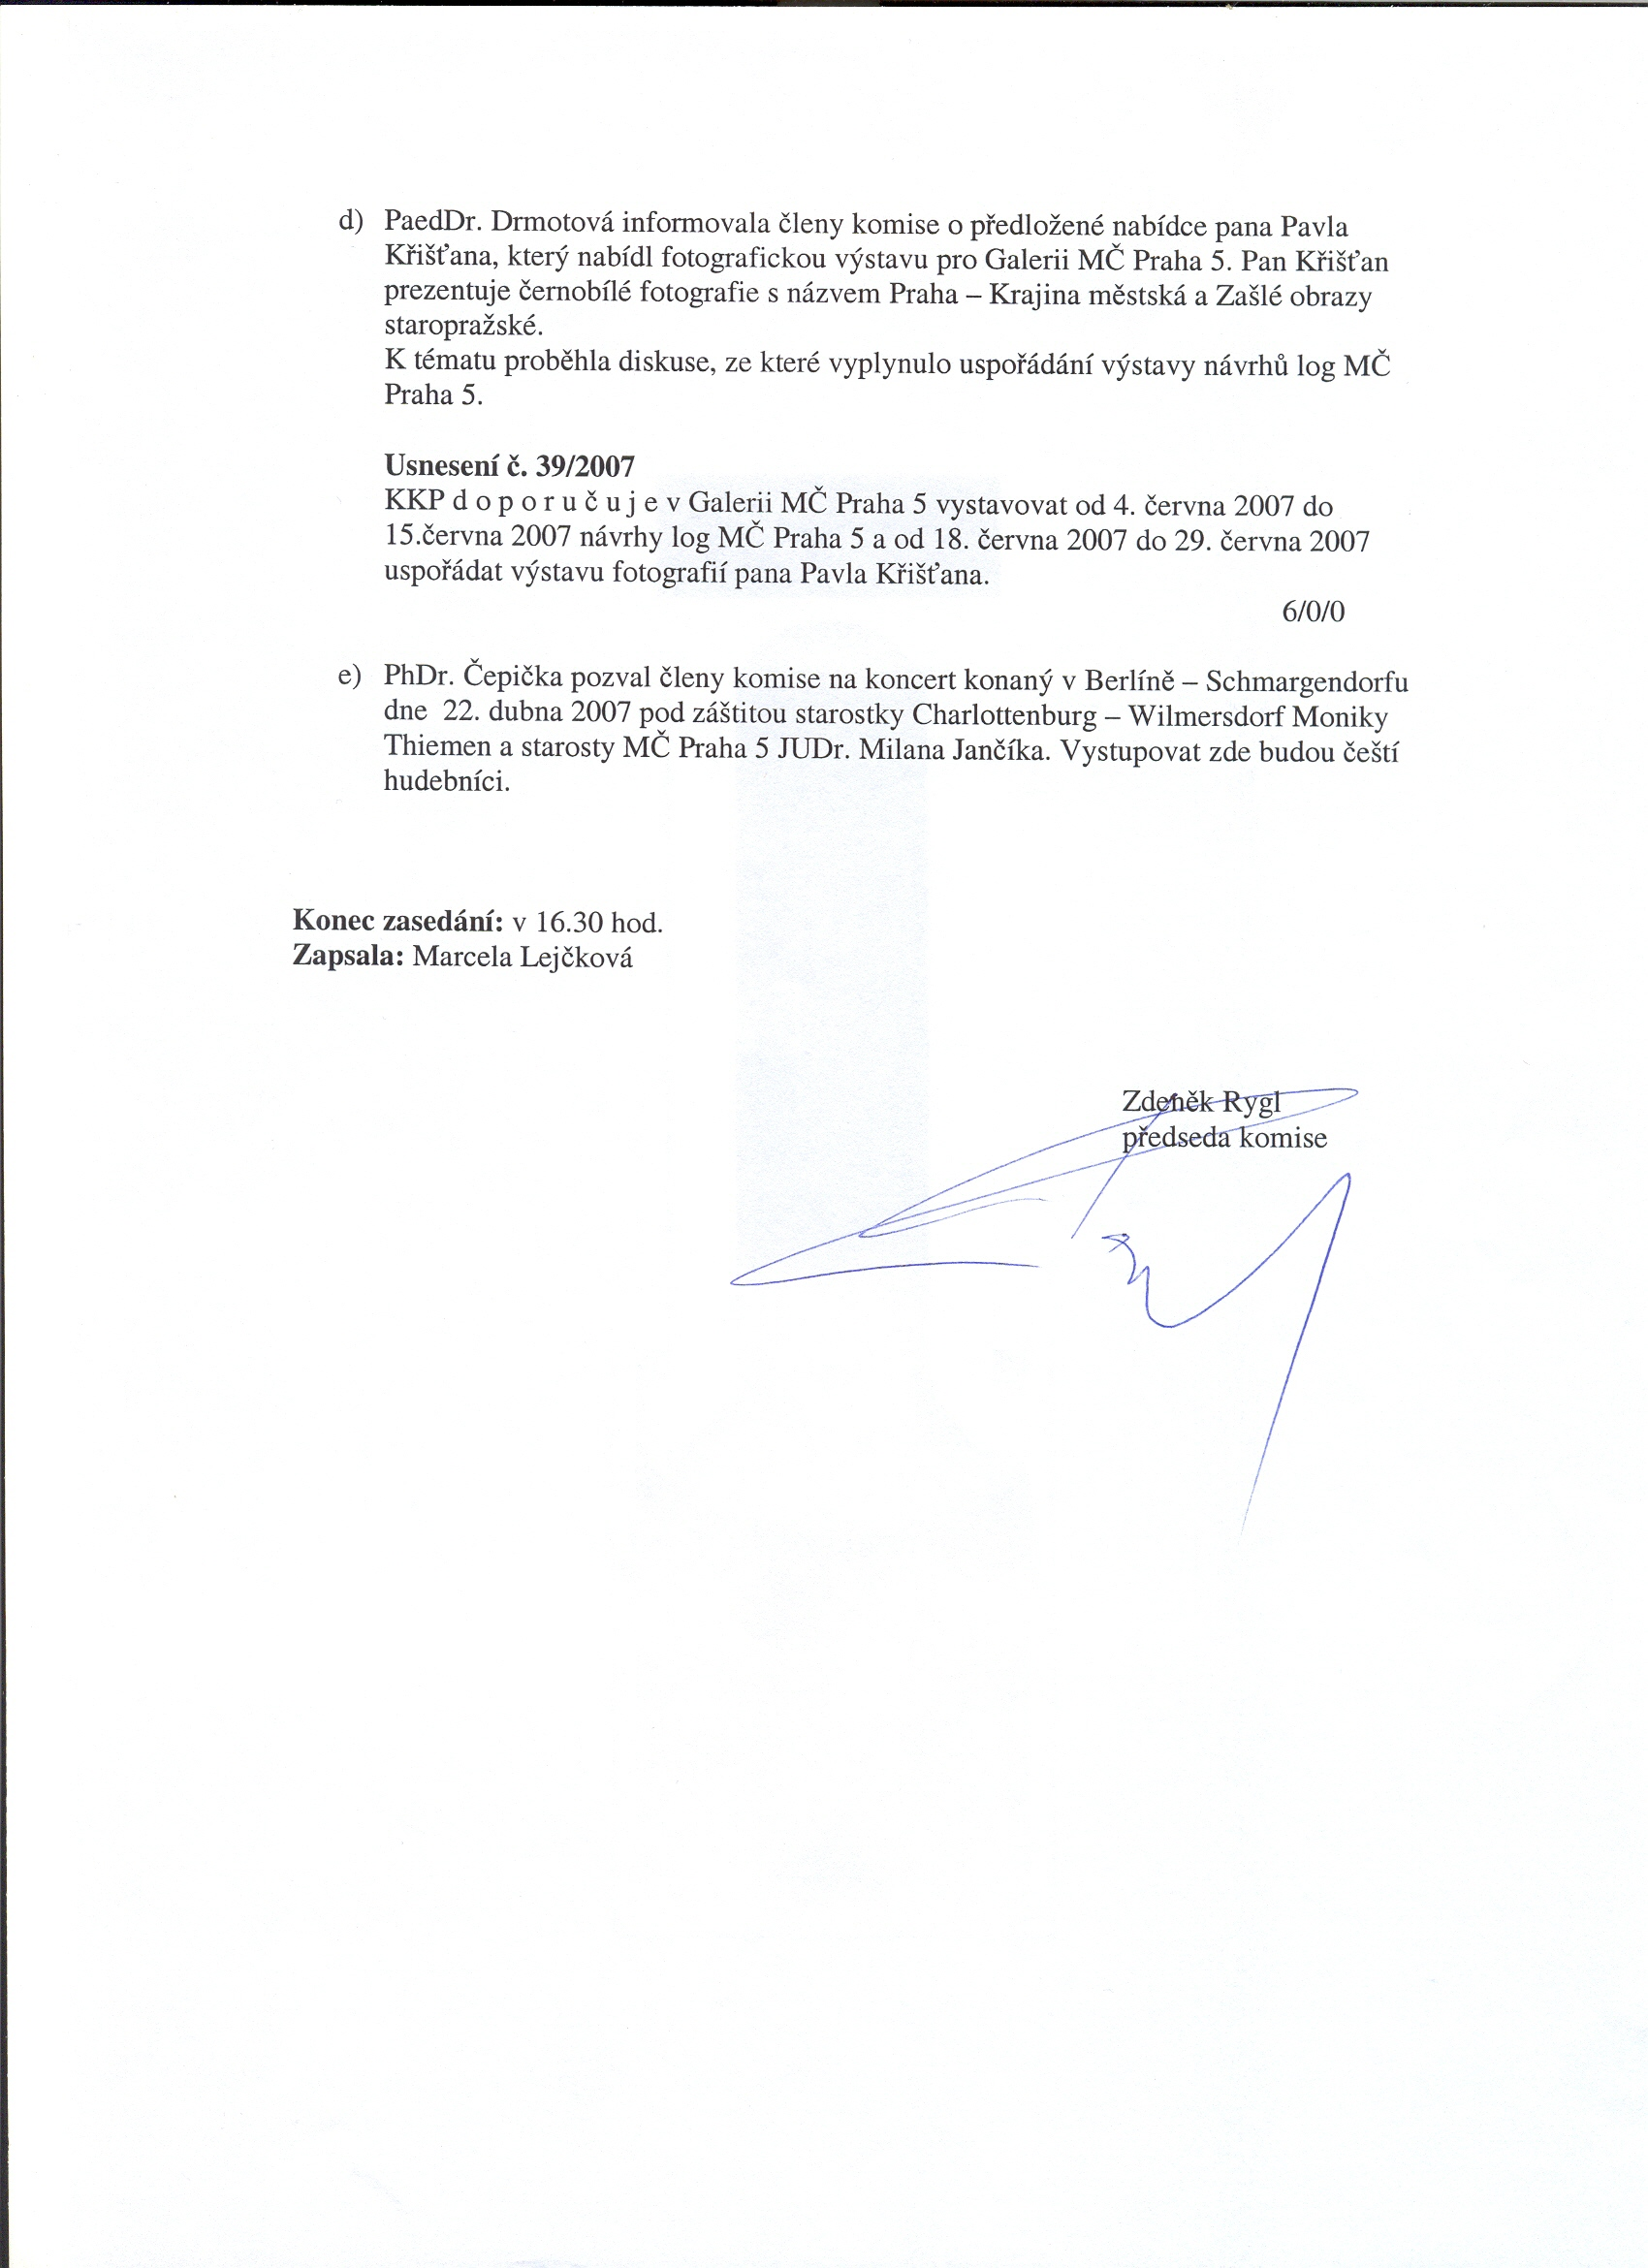 d) PaedDr. Drmotová informovala členy komise o předložené nabídce pana Pavla
Křišťana, který nabídl fotografickou výstavu pro Galerii MČ Praha 5. Pan Křišťan
prezentuje černobílé fotografie s názvem Praha – Krajina městská a Zašlé obrazy
staropražské.
K tématu proběhla diskuse, ze které vyplynulo uspořádání výstavy návrhů log MČ
Praha 5.
Usnesení č. 39/2007
KKP d o p o r u č u j e v Galerii MČ Praha 5 vystavovat od 4. června 2007 do
15.června 2007 návrhy log MČ Praha 5 a od 18. června 2007 do 29. června 2007
uspořádat výstavu fotografií pana Pavla Křišťana.
6/0/0
e) PhDr. Čepička pozval členy komise na koncert konaný v Berlíně – Schmargendorfu
dne 22. dubna 2007 pod záštitou starostky Charlottenburg – Wilmersdorf Moniky
Thiemen a starosty MČ Praha 5 JUDr. Milana Jančíka. Vystupovat zde budou čeští
hudebníci.
Konec zasedání: v 16.30 hod.
Zapsala: Marcela Lejčková
Zdeněk Rygl
předseda komise